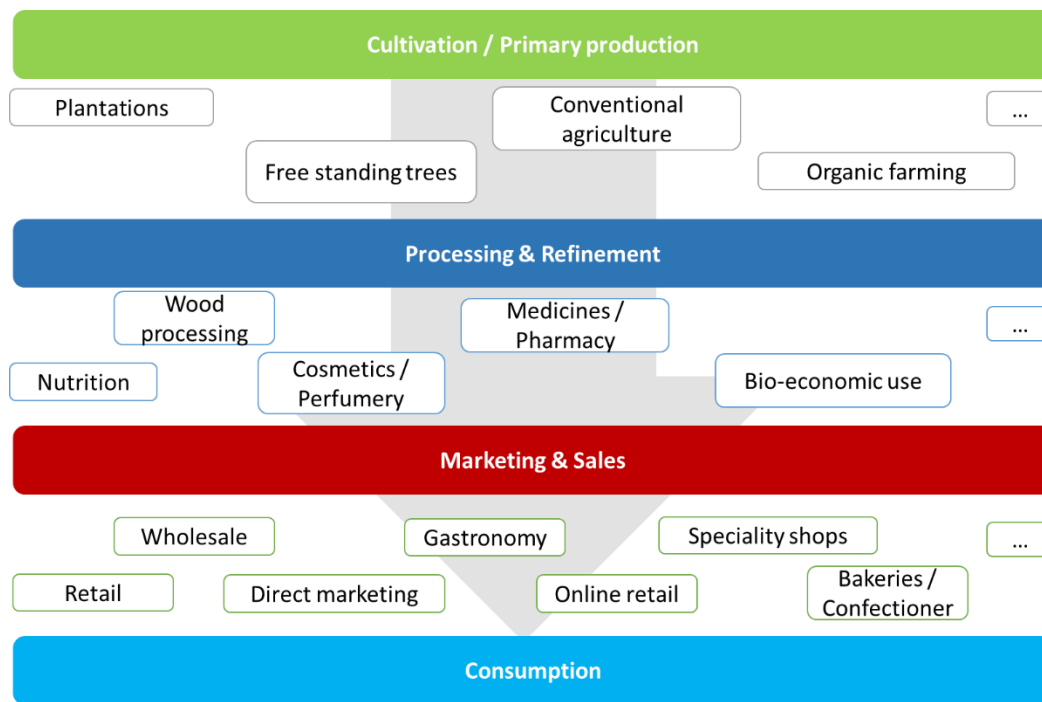 Cultivation / Primary production
Plantations
Conventional
agriculture
...
Free standing trees
Organic farming
Processing & Refinement
Wood
processing
Medicines /
Pharmacy
...
Nutrition
Cosmetics /
Perfumery
Bio-economic use
Marketing & Sales
Wholesale
Gastronomy
Speciality shops
...
Retail
Direct marketing
Online retail
Bakeries /
Confectioner
Consumption